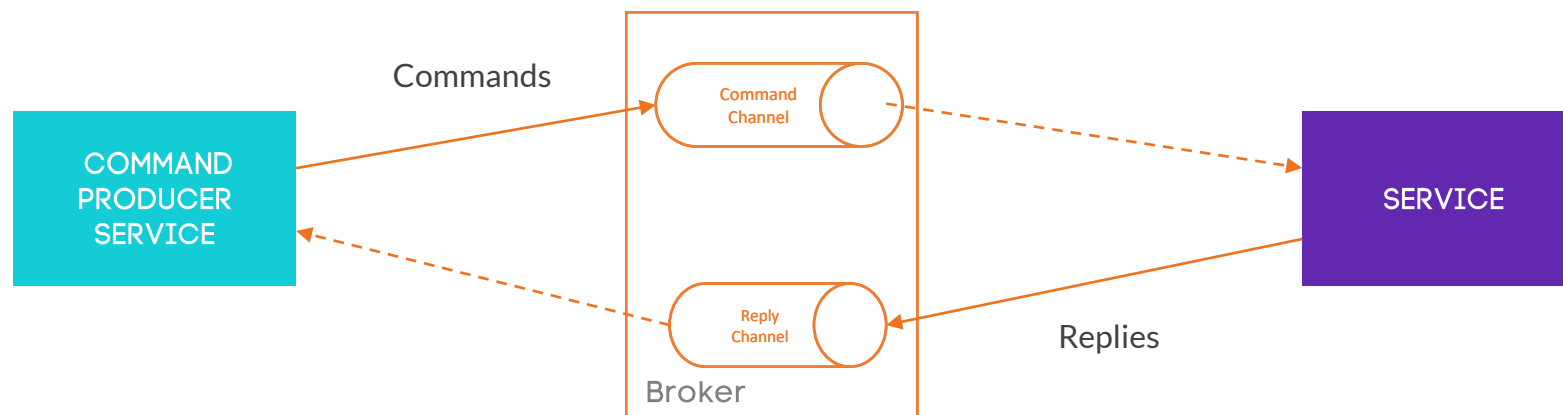 Commands
Command
Channel
COMMAND
PRODUCER
SERVICE
SERVICE
Reply
Channel
Replies
Broker